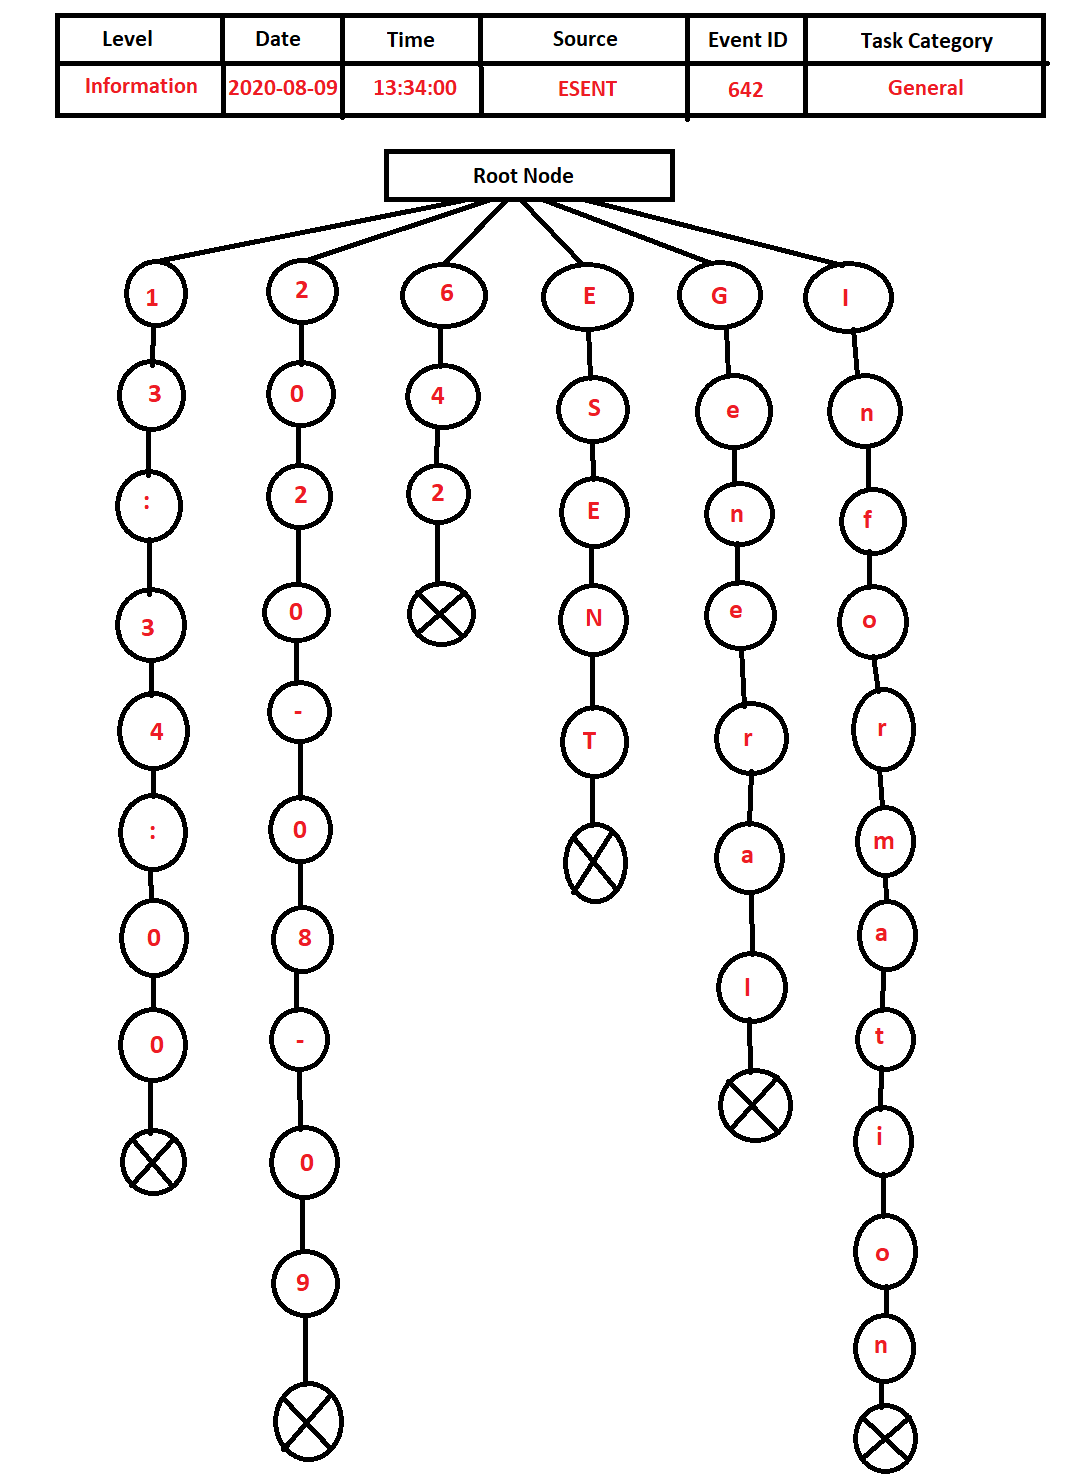 Level Date Time Source Event ID Task Category
Information 2020-08-09 13:34:00 ESENT 642 General
Root Node
1 2 6 E G I
3 0 4 S e n
: 2 2 E n f
3 0 N e o
4 - T r r
: 0 a m
0 8 l a
0 - t
0 i
9 o
n